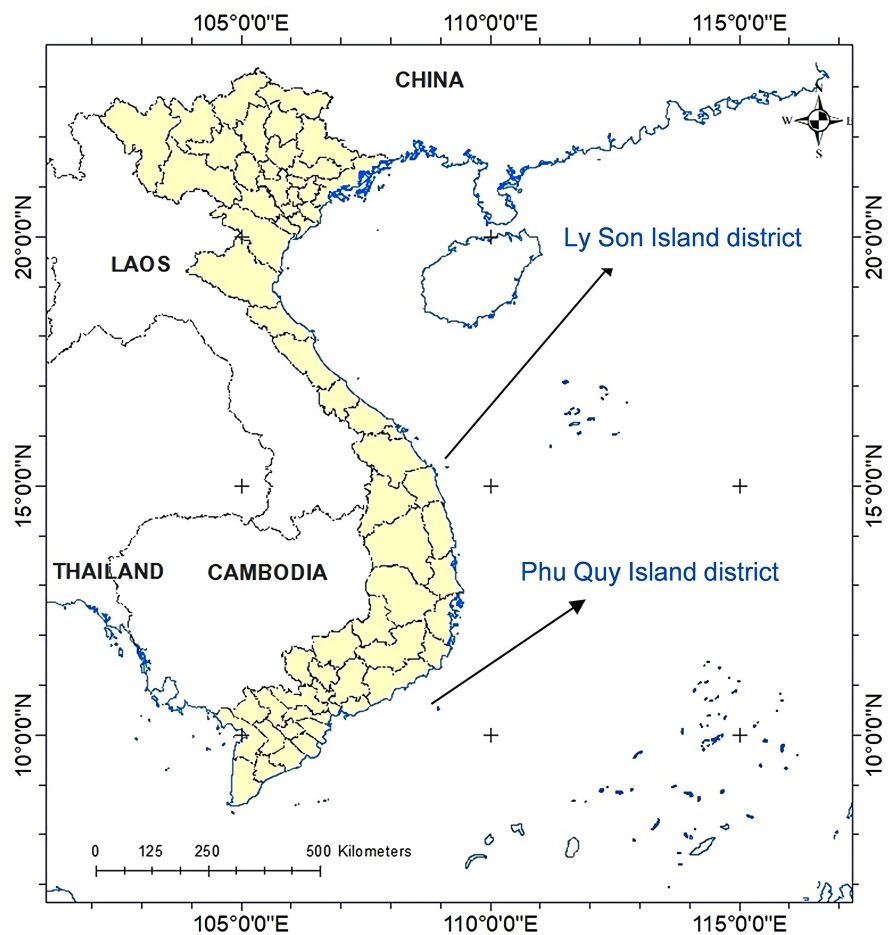 105°0'0"E 110°0'0"E 115°0'0"E
CHINA
N
W E
S
20°0'0"N 20°0'0"N
Ly Son Island district
LAOS
15°0'0"N 15°0'0"N
THAILAND CAMBODIA Phu Quy Island district
10°0'0"N 10°0'0"N
0 125 250 500 Kilometers
105°0'0"E 110°0'0"E 115°0'0"E